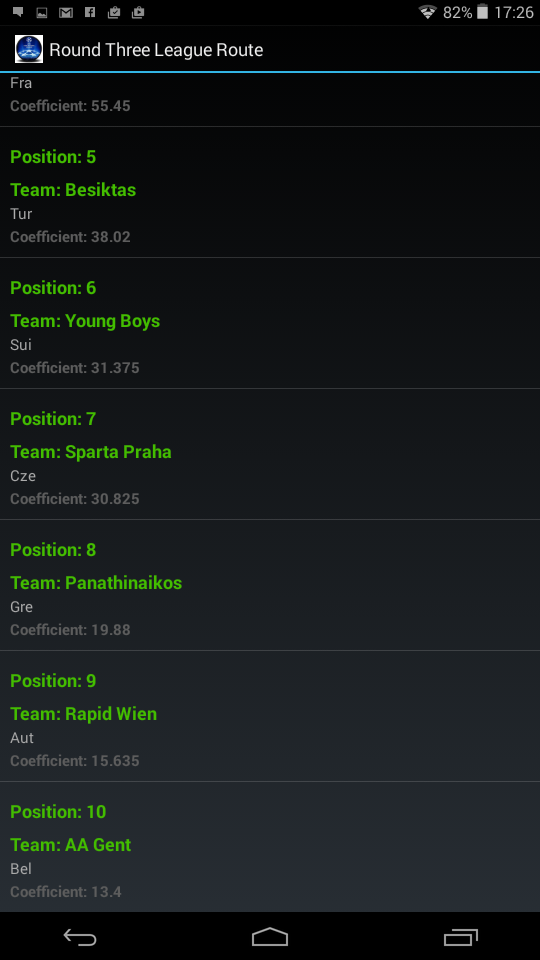 82% 17:26
Round Three League Route
Fra
Coefficient: 55.45
Position: 5
Team: Besiktas
Tur
Coefficient: 38.02
Position: 6
Team: Young Boys
Sui
Coefficient: 31.375
Position: 7
Team: Sparta Praha
Cze
Coefficient: 30.825
Position: 8
Team: Panathinaikos
Gre
Coefficient: 19.88
Position: 9
Team: Rapid Wien
Aut
Coefficient: 15.635
Position: 10
Team: AA Gent
Bel
Coefficient: 13.4